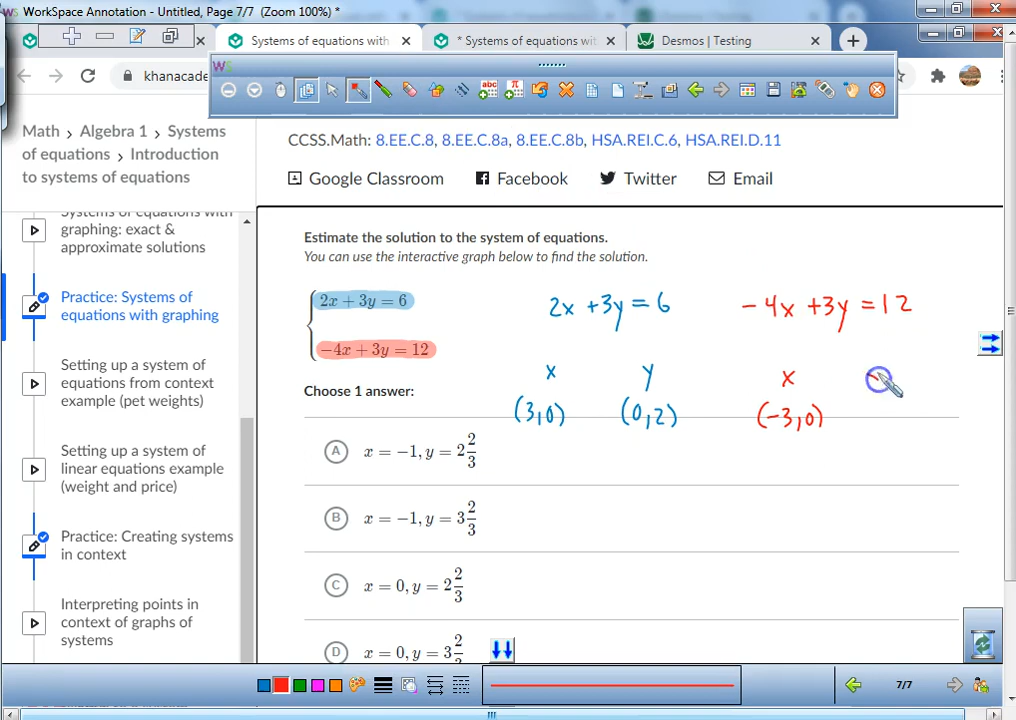 WorkSpace Annotation - Untitled, Page 7/7 (Zoom 100%) *
Systems of equations with
* Systems of equations wit
Desmos | Testing
khanacade
Math › Algebra 1 › Systems
of equations › Introduction
to systems of equations
Systems of equations with
graphing: exact &
approximate solutions
Practice: Systems of
equations with graphing
Setting up a system of
equations from context
example (pet weights)
Setting up a system of
linear equations example
(weight and price)
Practice: Creating systems
in context
Interpreting points in
context of graphs of
systems
CCSS.Math: 8.EE.C.8, 8.EE.C.8a, 8.EE.C.8b, HSA.REI.C.6, HSA.REI.D.11
Google Classroom Facebook Twitter Email
Estimate the solution to the system of equations.
You can use the interactive graph below to find the solution.
2x + 3y = 6
−4x + 3y = 12
2x +3y = 6
-4x +3y = 12
x y x
(3,0) (0,2) (-3,0)
Choose 1 answer:
A x = −1, y = 2 2/3
B x = −1, y = 3 2/3
C x = 0, y = 2 2/3
D x = 0, y = 3 2/3
7/7